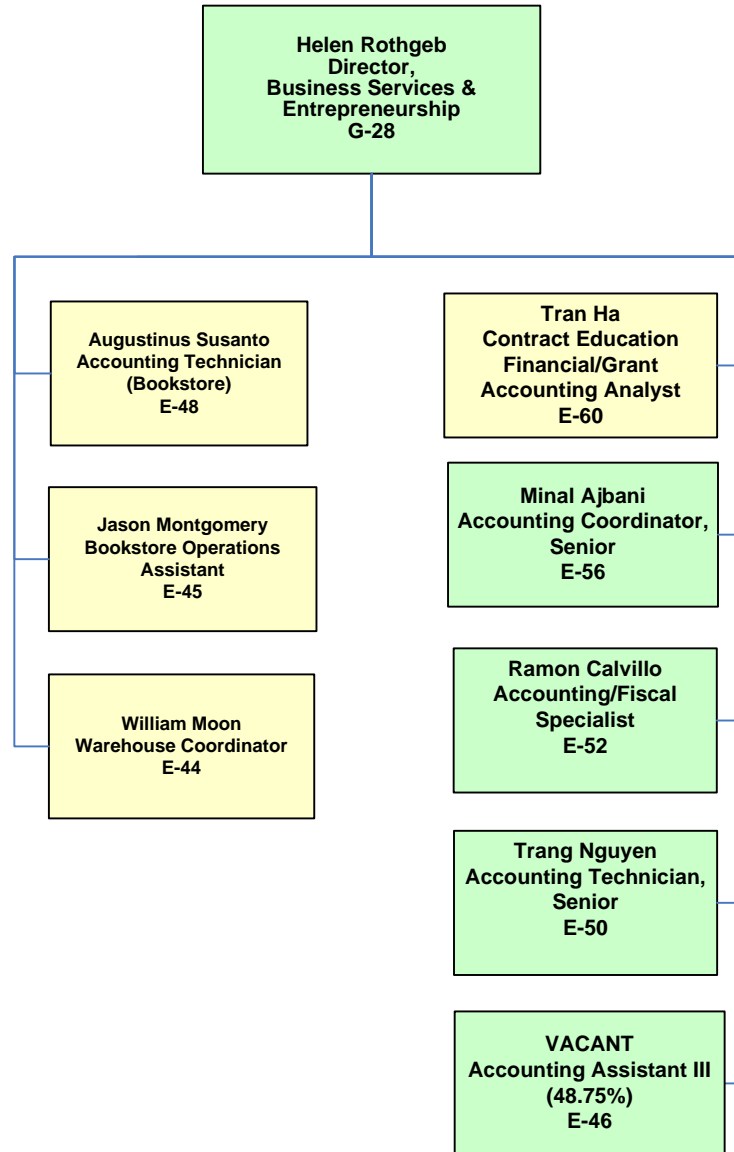 Helen Rothgeb
Director,
Business Services &
Entrepreneurship
G-28
Augustinus Susanto
Accounting Technician
(Bookstore)
E-48
Jason Montgomery
Bookstore Operations
Assistant
E-45
William Moon
Warehouse Coordinator
E-44
Tran Ha
Contract Education
Financial/Grant
Accounting Analyst
E-60
Minal Ajbani
Accounting Coordinator,
Senior
E-56
Ramon Calvillo
Accounting/Fiscal
Specialist
E-52
Trang Nguyen
Accounting Technician,
Senior
E-50
VACANT
Accounting Assistant III
(48.75%)
E-46